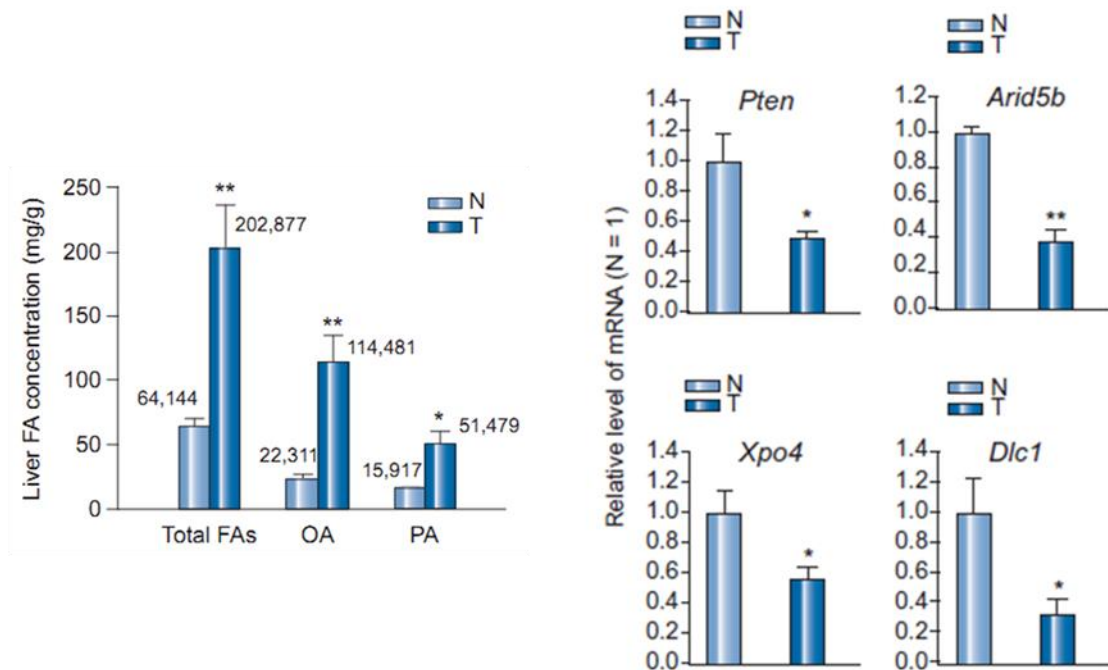 Liver FA concentration (mg/g)
250
200
150
100
50
0
N
T
**
202,877
64,144
**
114,481
22,311
*
51,479
15,917
Total FAs
OA
PA
Relative level of mRNA (N = 1)
N
T
Pten
1.4
1.2
1.0
0.8
0.6
0.4
0.2
0.0
*
N
T
Arid5b
1.2
1.0
0.8
0.6
0.4
0.2
0.0
**
N
T
Xpo4
1.4
1.2
1.0
0.8
0.6
0.4
0.2
0.0
*
N
T
Dlc1
1.4
1.2
1.0
0.8
0.6
0.4
0.2
0.0
*